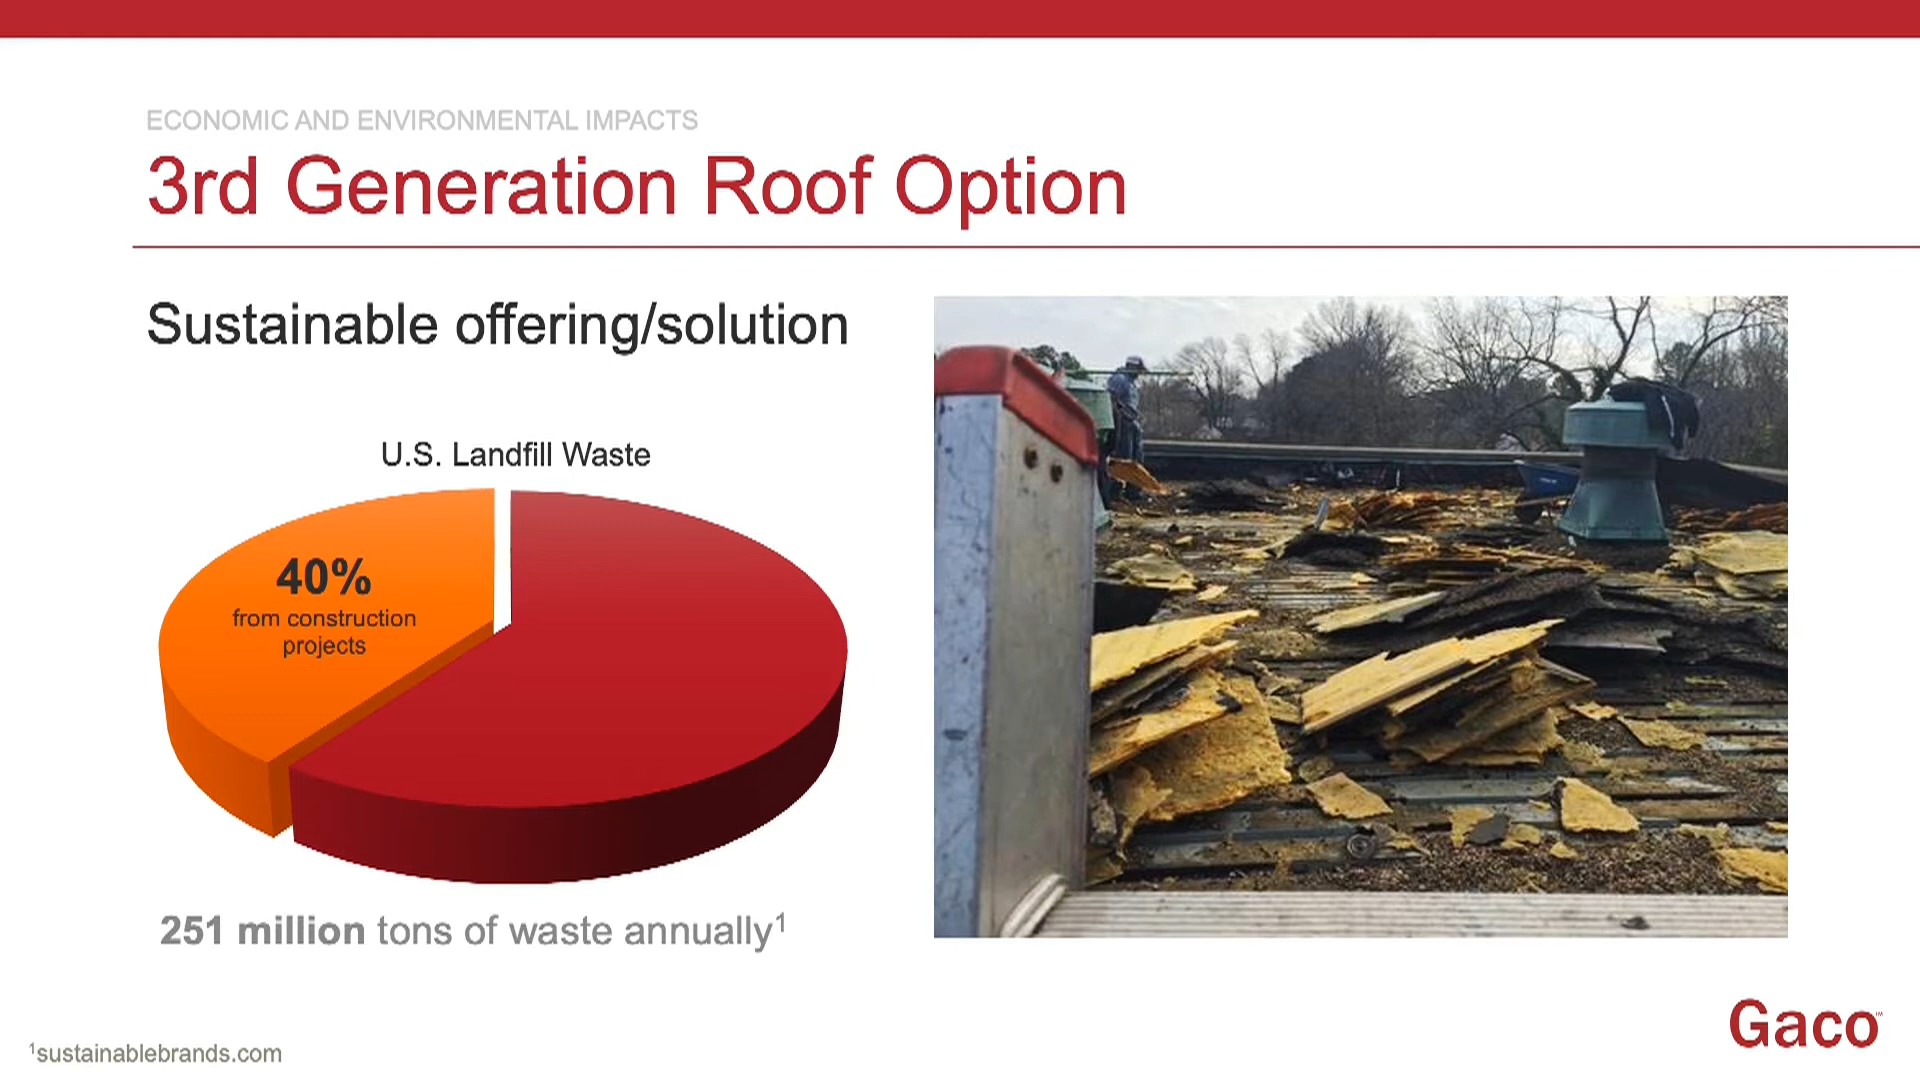 ECONOMIC AND ENVIRONMENTAL IMPACTS
3rd Generation Roof Option
Sustainable offering/solution
U.S. Landfill Waste
40%
from construction
projects
251 million tons of waste annually¹
Gaco™
¹sustainablebrands.com